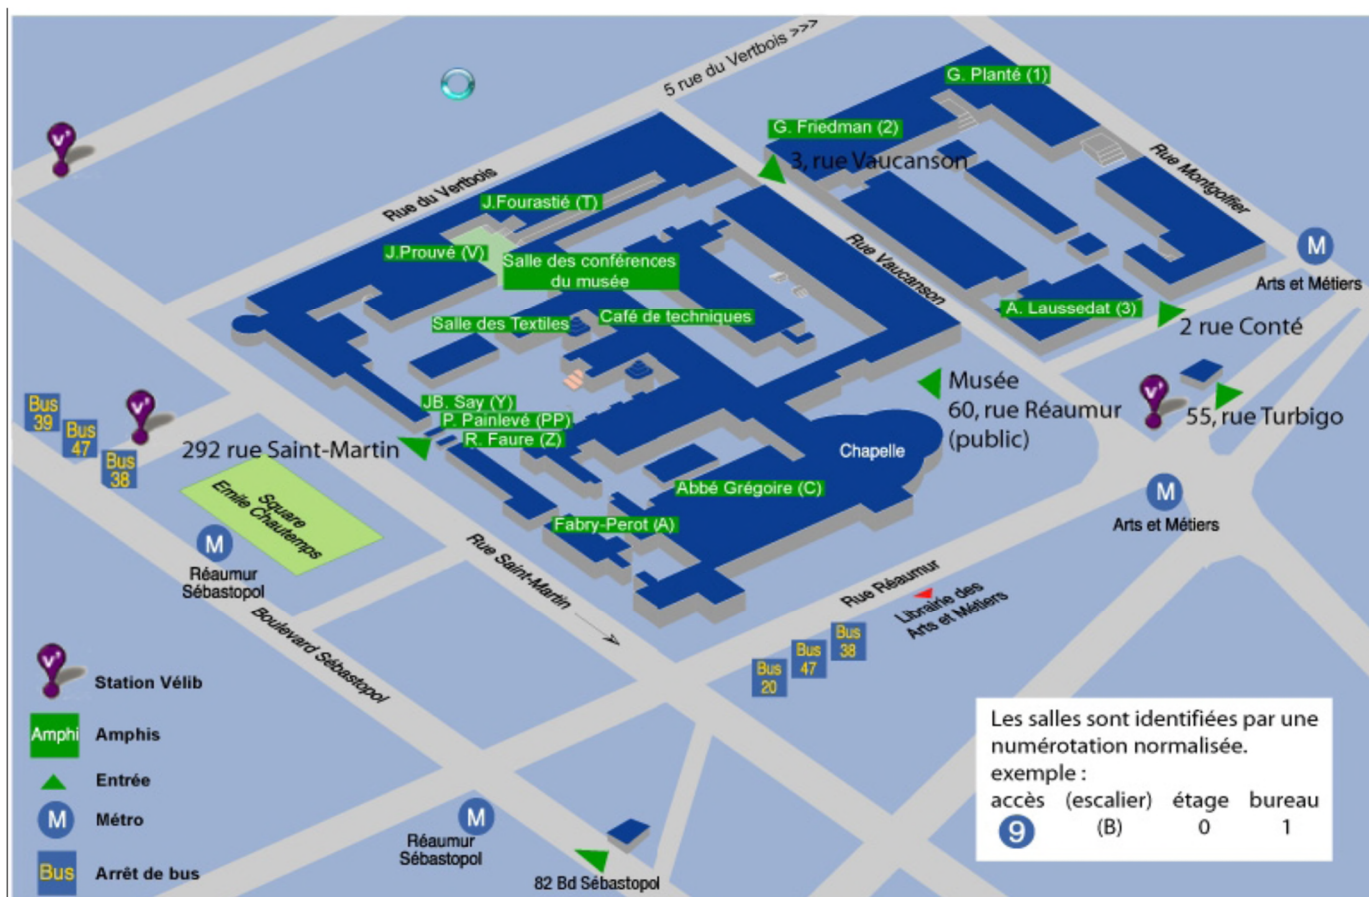 5 rue du Vertbois >>>
G. Planté (1)
G. Friedman (2)
3, rue Vaucanson
Rue Montgolfier
Rue du Vertbois
J.Fourastié (T)
J.Prouvé (V)
Salle des conférences
du musée
Rue Vaucanson
M
Arts et Métiers
A. Laussedat (3)
2 rue Conté
Salle des Textiles
Café de techniques
Musée
60, rue Réaumur
(public)
V'
55, rue Turbigo
V'
V'
Bus
39
Bus
47
Bus
38
JB. Say (Y)
P. Painlevé (PP)
R. Faure (Z)
292 rue Saint-Martin
Chapelle
Square
Emile Chautemps
Abbé Grégoire (C)
Fabry-Perot (A)
M
Arts et Métiers
M
Réaumur
Sébastopol
Rue Saint-Martin
Rue Réaumur
Librairie des
Arts et Métiers
Boulevard Sébastopol
Bus
20
Bus
47
Bus
38
V'
Station Vélib
Amphi
Amphis
Entrée
M
Métro
Bus
Arrêt de bus
M
Réaumur
Sébastopol
82 Bd Sébastopol
Les salles sont identifiées par une
numérotation normalisée.
exemple :
accès (escalier) étage bureau
9 (B) 0 1